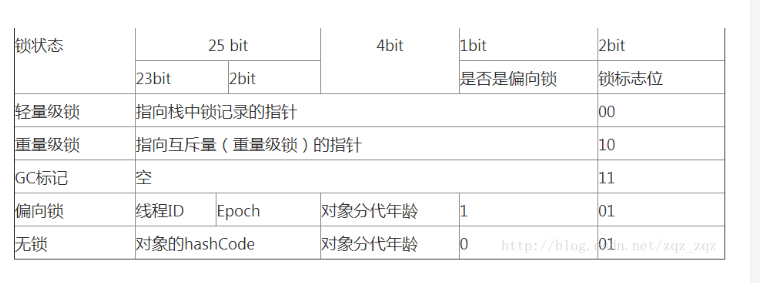 锁状态 25 bit 4bit 1bit 2bit
23bit 2bit 是否是偏向锁 锁标志位
轻量级锁 指向栈中锁记录的指针 00
重量级锁 指向互斥量（重量级锁）的指针 10
GC标记 空 11
偏向锁 线程ID Epoch 对象分代年龄 1 01
无锁 对象的hashCode 对象分代年龄 0 01
http://blog.csdn.net/zqz_zqz